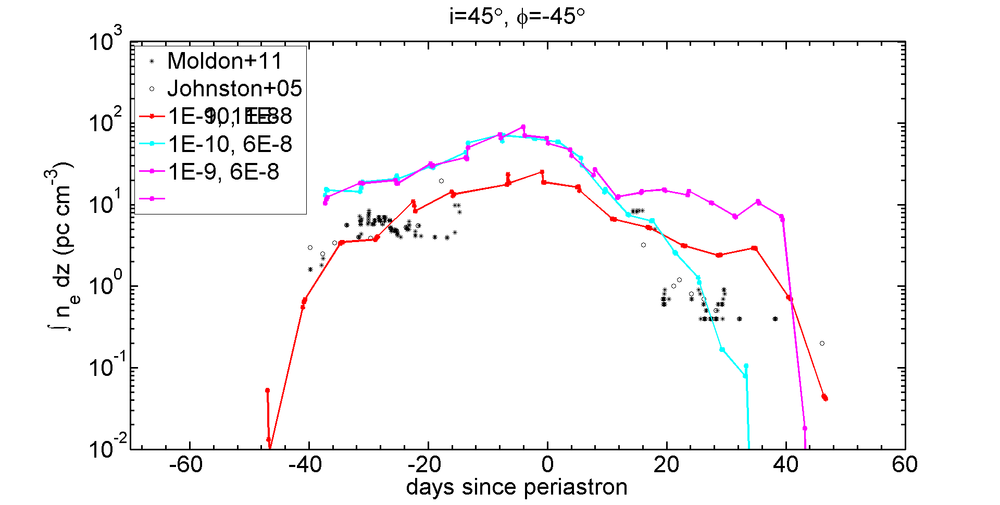 i=45°, ϕ=-45°
10³
10²
10¹
10⁰
10⁻¹
10⁻²
∫ nₑ dz (pc cm⁻³)
Moldon+11
Johnston+05
1E-10, 6E-8
1E-9, 6E-8
-60 -40 -20 0 20 40 60
days since periastron